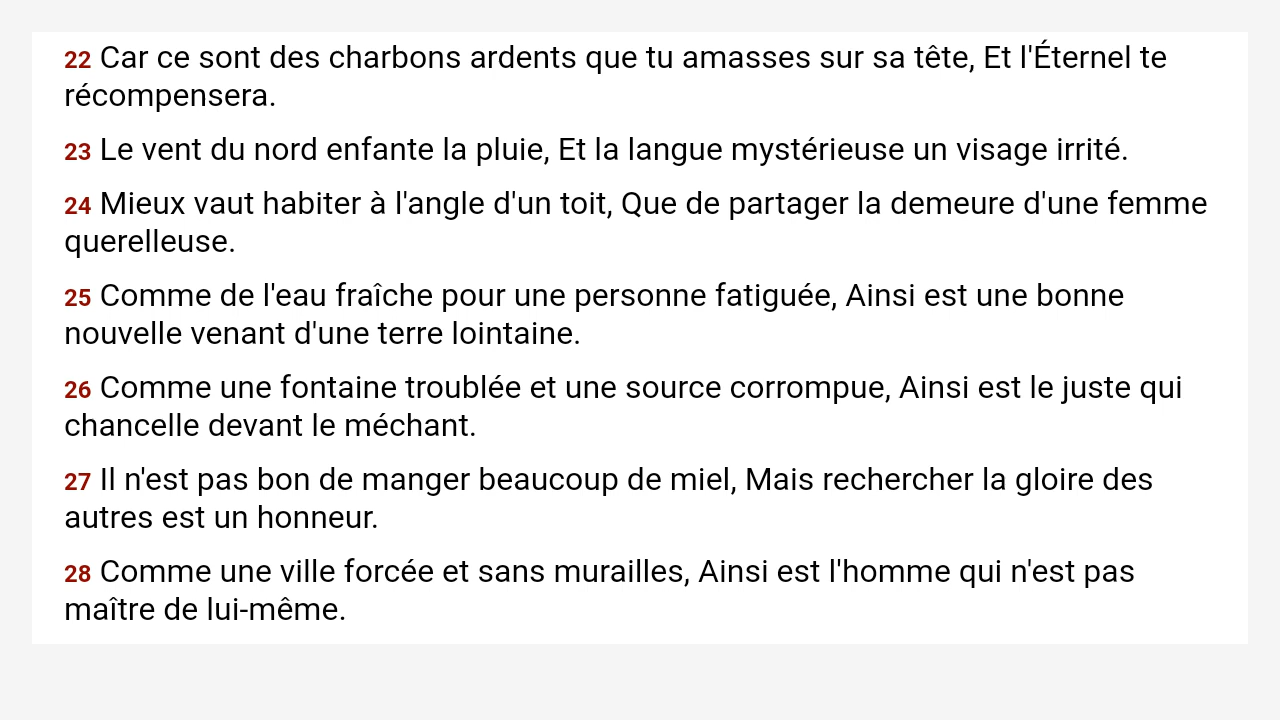 22 Car ce sont des charbons ardents que tu amasses sur sa tête, Et l'Éternel te
récompensera.
23 Le vent du nord enfante la pluie, Et la langue mystérieuse un visage irrité.
24 Mieux vaut habiter à l'angle d'un toit, Que de partager la demeure d'une femme
querelleuse.
25 Comme de l'eau fraîche pour une personne fatiguée, Ainsi est une bonne
nouvelle venant d'une terre lointaine.
26 Comme une fontaine troublée et une source corrompue, Ainsi est le juste qui
chancelle devant le méchant.
27 Il n'est pas bon de manger beaucoup de miel, Mais rechercher la gloire des
autres est un honneur.
28 Comme une ville forcée et sans murailles, Ainsi est l'homme qui n'est pas
maître de lui-même.